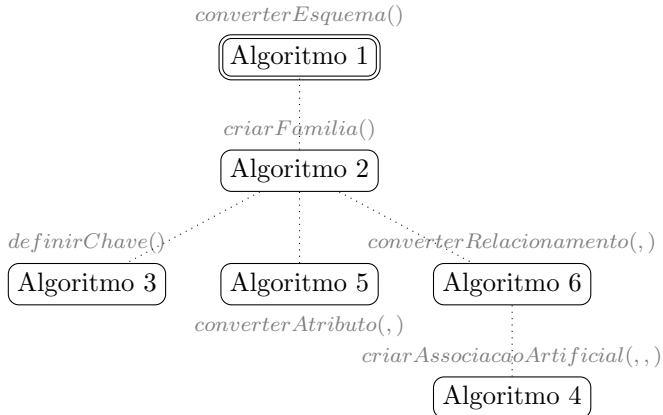 converterEsquema()
Algoritmo 1
criarFamilia()
Algoritmo 2
definirChave()
converterRelacionamento(,)
Algoritmo 3
Algoritmo 5
Algoritmo 6
converterAtributo(,)
criarAssociacaoArtificial(,,)
Algoritmo 4